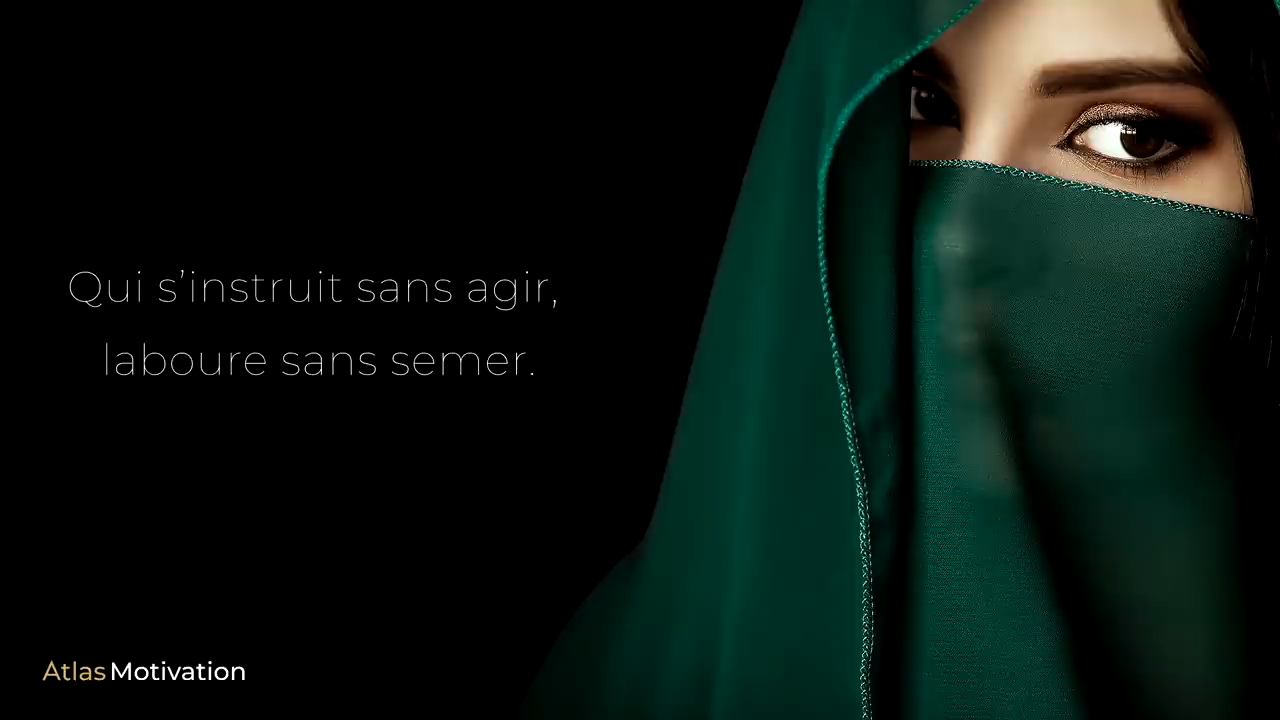 Qui s’instruit sans agir,
laboure sans semer.
Atlas Motivation